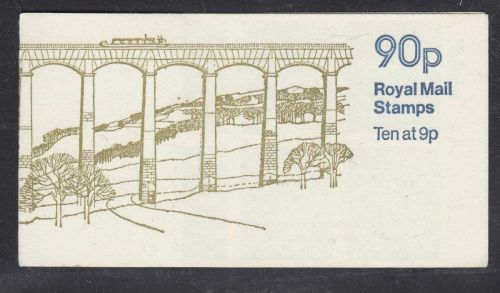 90p
Royal Mail
Stamps
Ten at 9p